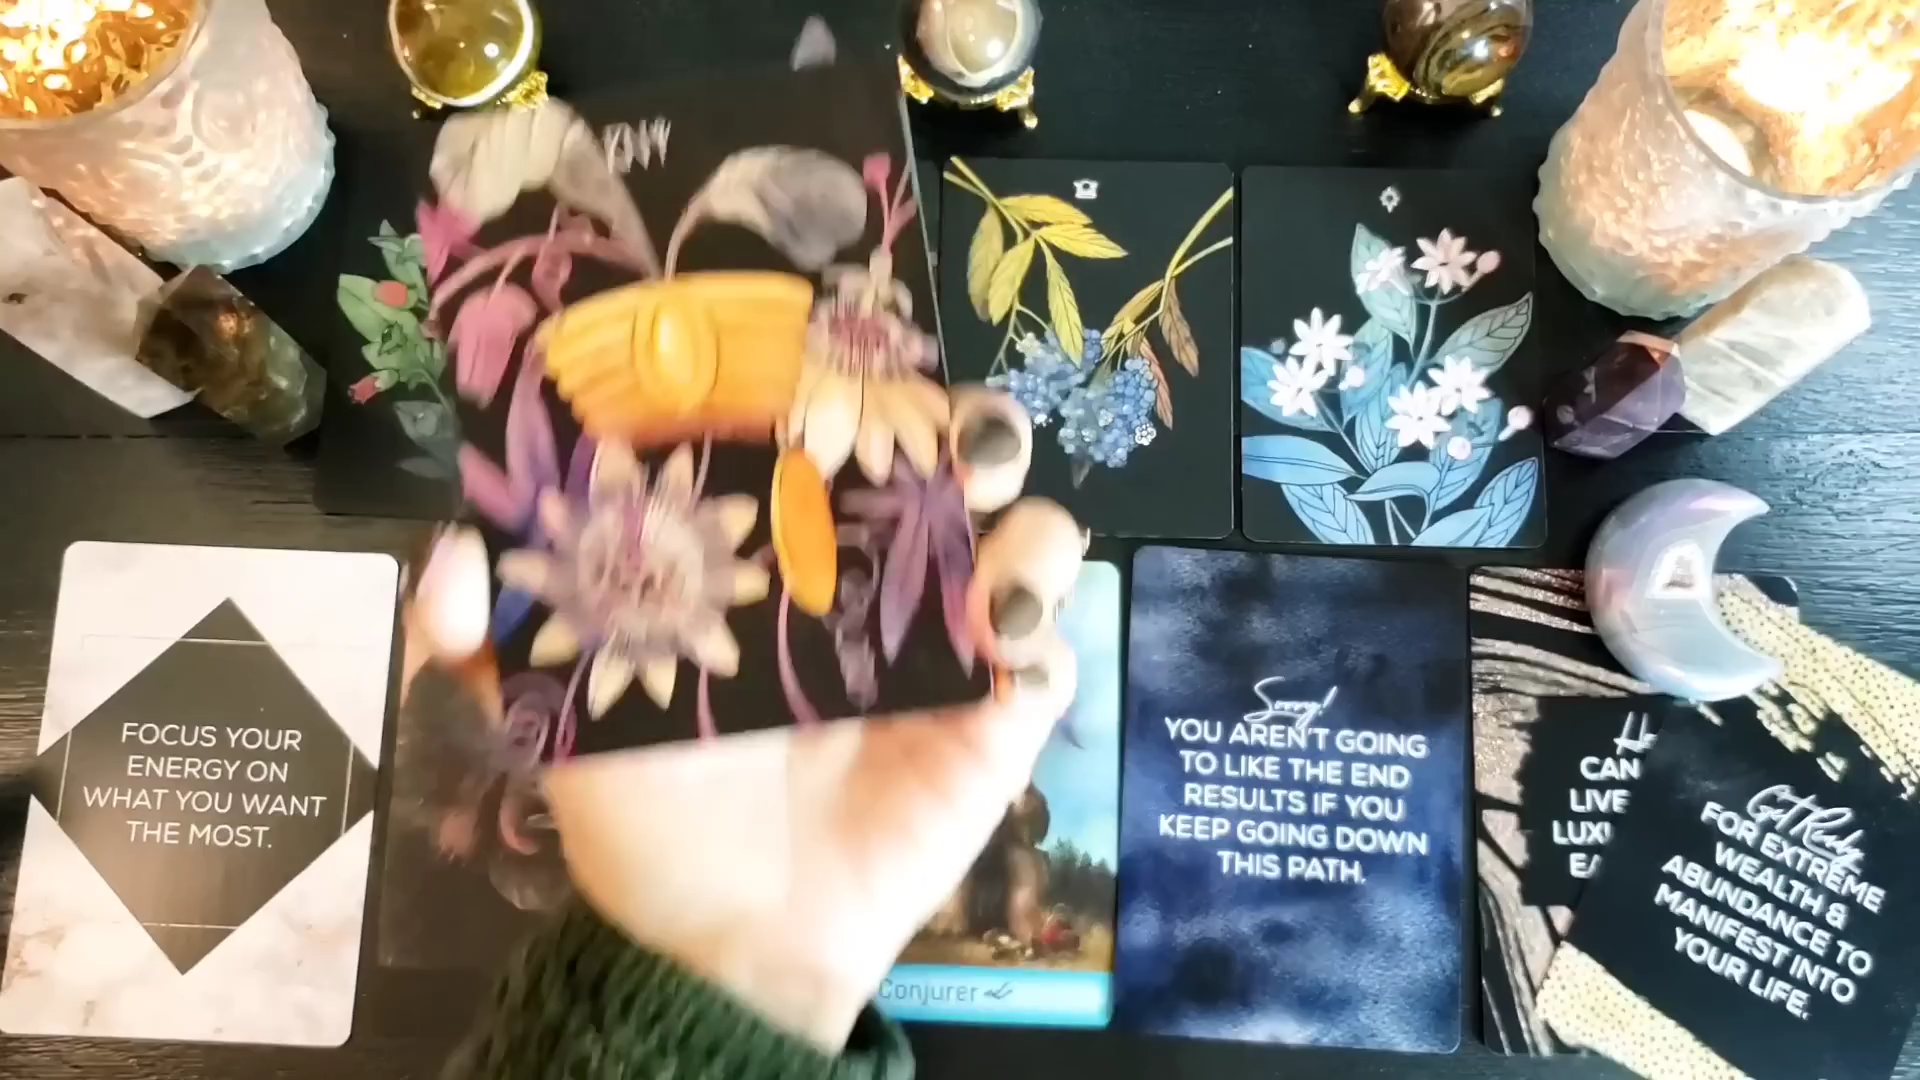 FOCUS YOUR
ENERGY ON
WHAT YOU WANT
THE MOST.
Conjurer
Sorry!
YOU AREN'T GOING
TO LIKE THE END
RESULTS IF YOU
KEEP GOING DOWN
THIS PATH.
CAN
LIVE
Get Ready
FOR EXTREME
WEALTH &
ABUNDANCE TO
MANIFEST INTO
YOUR LIFE.